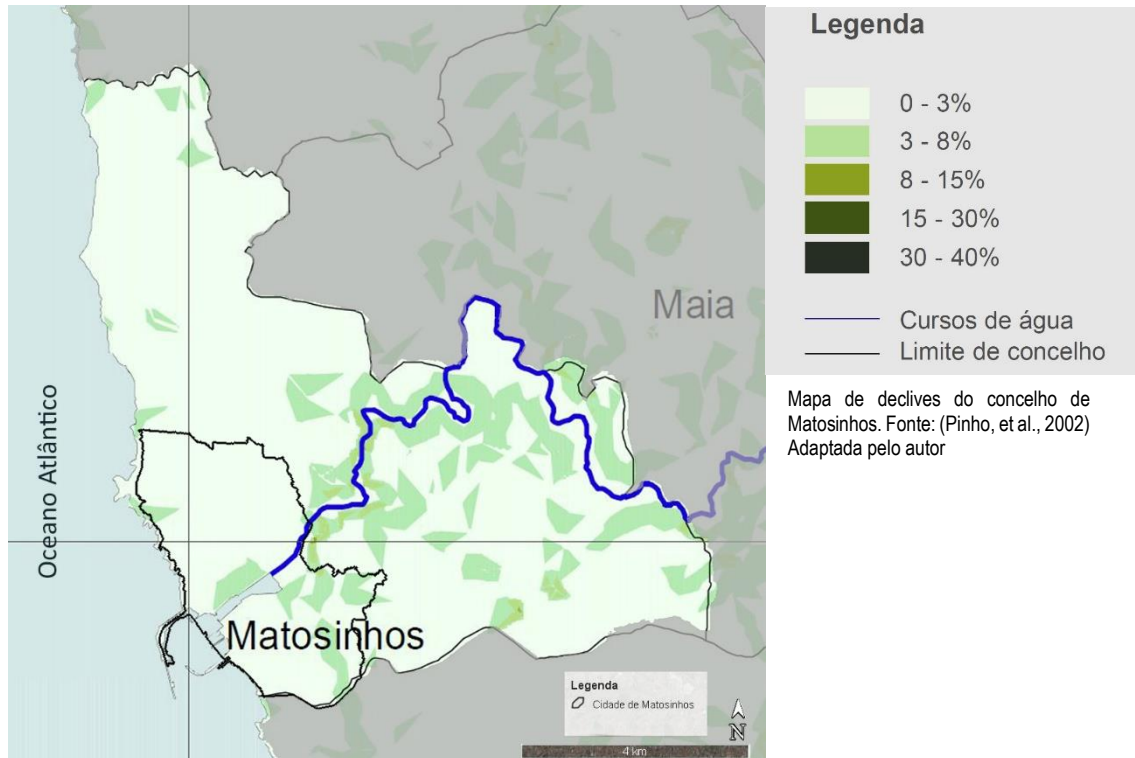 Legenda
0 - 3%
3 - 8%
8 - 15%
15 - 30%
30 - 40%
Cursos de água
Limite de concelho
Mapa de declives do concelho de
Matosinhos. Fonte: (Pinho, et al., 2002)
Adaptada pelo autor
Maia
Oceano Atlântico
Matosinhos
Legenda
Cidade de Matosinhos
N
4 km